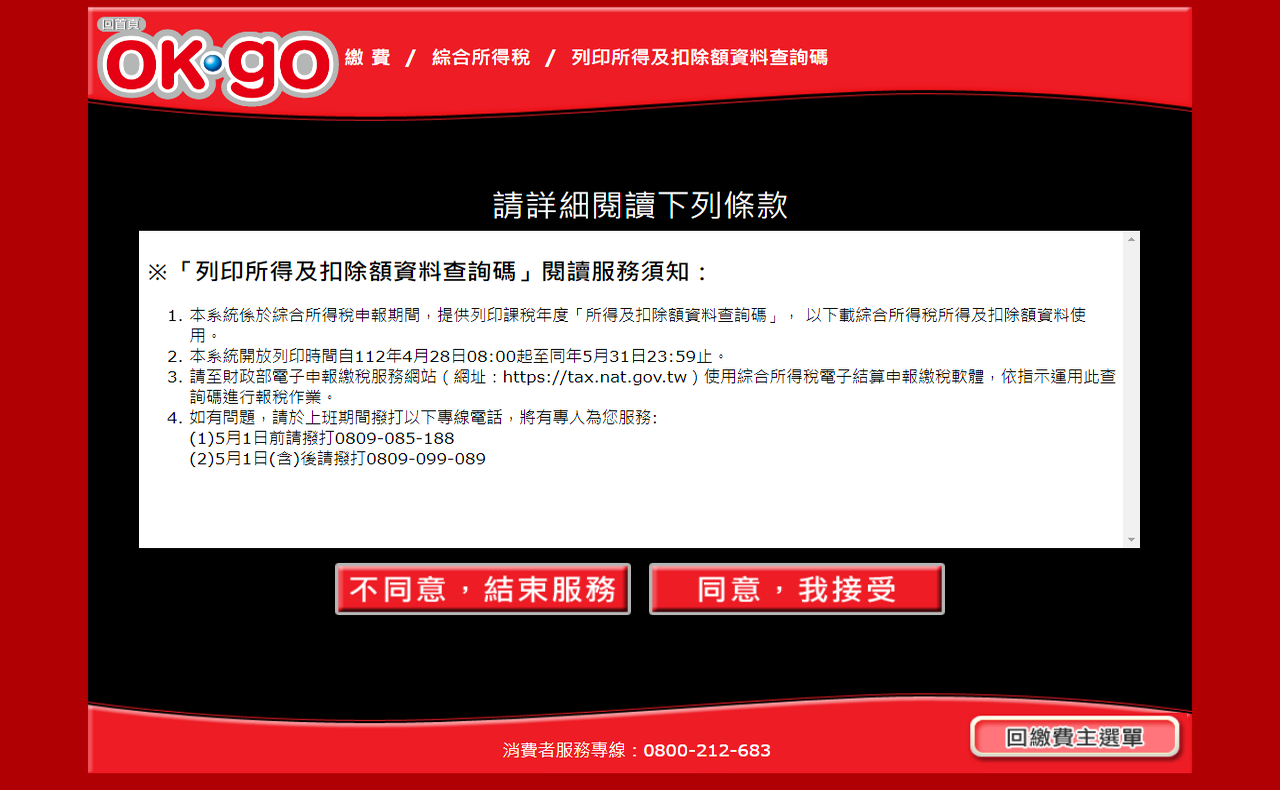 回首頁
OK·go
繳 費 / 綜合所得稅 / 列印所得及扣除額資料查詢碼
請詳細閱讀下列條款
※「列印所得及扣除額資料查詢碼」閱讀服務須知：
1. 本系統係於綜合所得稅申報期間，提供列印課稅年度「所得及扣除額資料查詢碼」， 以下載綜合所得稅所得及扣除額資料使
用。
2. 本系統開放列印時間自112年4月28日08:00起至同年5月31日23:59止。
3. 請至財政部電子申報繳稅服務網站（網址：https://tax.nat.gov.tw）使用綜合所得稅電子結算申報繳稅軟體，依指示運用此查
詢碼進行報稅作業。
4. 如有問題，請於上班期間撥打以下專線電話，將有專人為您服務:
(1)5月1日前請撥打0809-085-188
(2)5月1日(含)後請撥打0809-099-089
不同意，結束服務
同意，我接受
消費者服務專線：0800-212-683
回繳費主選單